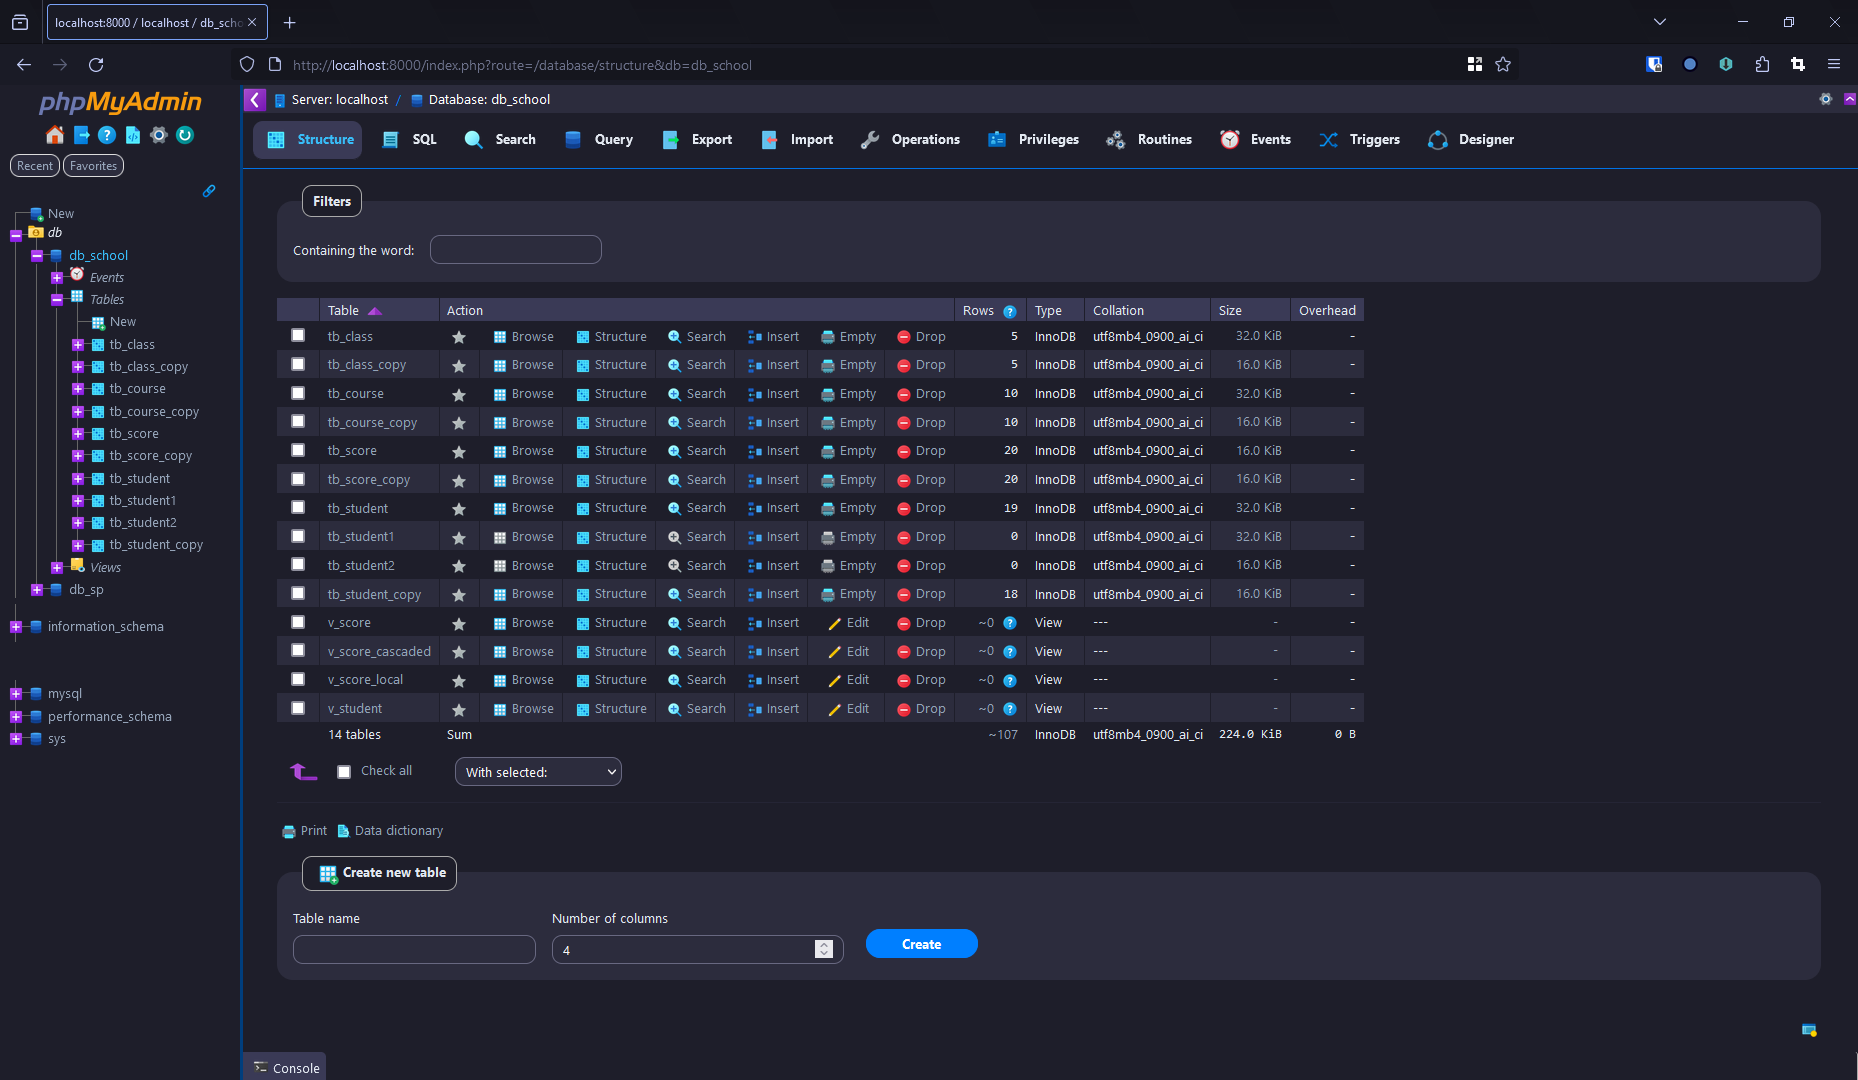 localhost:8000 / localhost / db_scho
http://localhost:8000/index.php?route=/database/structure&db=db_school
phpMyAdmin
Recent
Favorites
New
db
db_school
Events
Tables
New
tb_class
tb_class_copy
tb_course
tb_course_copy
tb_score
tb_score_copy
tb_student
tb_student1
tb_student2
tb_student_copy
Views
db_sp
information_schema
mysql
performance_schema
sys
Server: localhost / Database: db_school
Structure SQL Search Query Export Import Operations Privileges Routines Events Triggers Designer
Filters
Containing the word:
Table Action Rows Type Collation Size Overhead
tb_class Browse Structure Search Insert Empty Drop 5 InnoDB utf8mb4_0900_ai_ci 32.0 KiB -
tb_class_copy Browse Structure Search Insert Empty Drop 5 InnoDB utf8mb4_0900_ai_ci 16.0 KiB -
tb_course Browse Structure Search Insert Empty Drop 10 InnoDB utf8mb4_0900_ai_ci 32.0 KiB -
tb_course_copy Browse Structure Search Insert Empty Drop 10 InnoDB utf8mb4_0900_ai_ci 16.0 KiB -
tb_score Browse Structure Search Insert Empty Drop 20 InnoDB utf8mb4_0900_ai_ci 16.0 KiB -
tb_score_copy Browse Structure Search Insert Empty Drop 20 InnoDB utf8mb4_0900_ai_ci 16.0 KiB -
tb_student Browse Structure Search Insert Empty Drop 19 InnoDB utf8mb4_0900_ai_ci 32.0 KiB -
tb_student1 Browse Structure Search Insert Empty Drop 0 InnoDB utf8mb4_0900_ai_ci 32.0 KiB -
tb_student2 Browse Structure Search Insert Empty Drop 0 InnoDB utf8mb4_0900_ai_ci 16.0 KiB -
tb_student_copy Browse Structure Search Insert Empty Drop 18 InnoDB utf8mb4_0900_ai_ci 16.0 KiB -
v_score Browse Structure Search Insert Edit Drop ~0 View --- - -
v_score_cascaded Browse Structure Search Insert Edit Drop ~0 View --- - -
v_score_local Browse Structure Search Insert Edit Drop ~0 View --- - -
v_student Browse Structure Search Insert Edit Drop ~0 View --- - -
14 tables Sum ~107 InnoDB utf8mb4_0900_ai_ci 224.0 KiB 0 B
Check all With selected:
Print Data dictionary
Create new table
Table name Number of columns
4 Create
Console